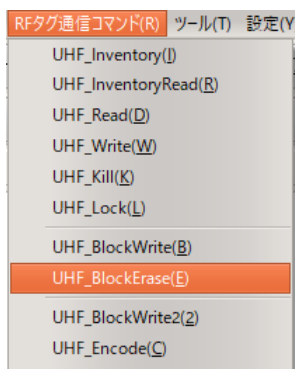 RFタグ通信コマンド(R) ツール(T) 設定(Y
UHF_Inventory(I)
UHF_InventoryRead(R)
UHF_Read(D)
UHF_Write(W)
UHF_Kill(K)
UHF_Lock(L)
UHF_BlockWrite(B)
UHF_BlockErase(E)
UHF_BlockWrite2(2)
UHF_Encode(C)